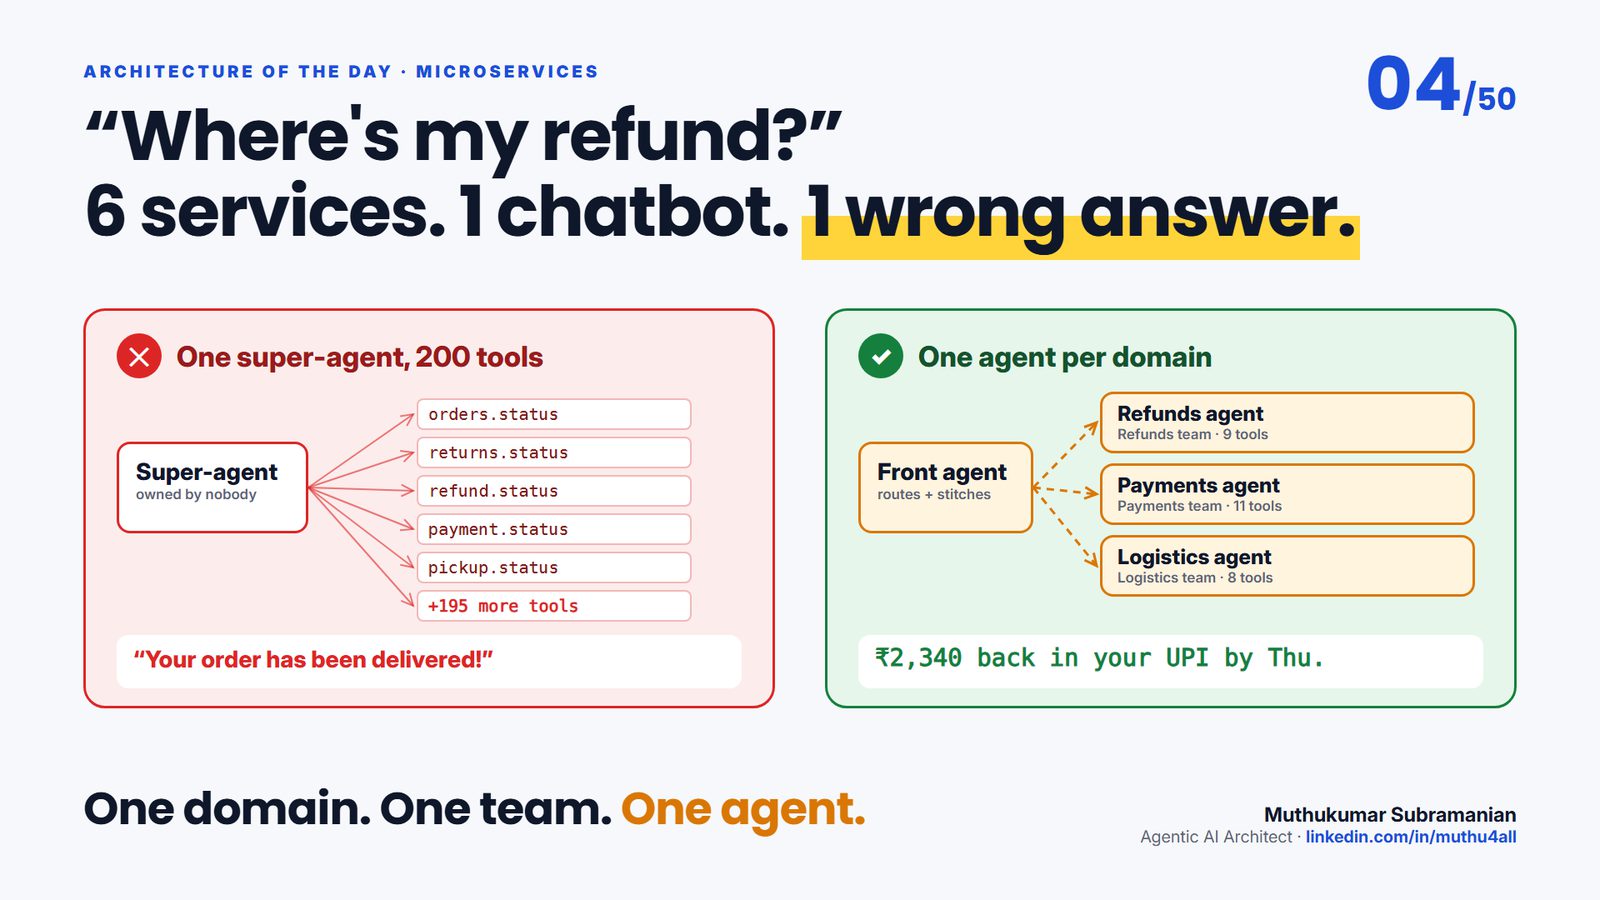 ARCHITECTURE OF THE DAY · MICROSERVICES
04/50
“Where's my refund?”
6 services. 1 chatbot. 1 wrong answer.
One super-agent, 200 tools
Super-agent
owned by nobody
orders.status
returns.status
refund.status
payment.status
pickup.status
+195 more tools
“Your order has been delivered!”
One agent per domain
Front agent
routes + stitches
Refunds agent
Refunds team · 9 tools
Payments agent
Payments team · 11 tools
Logistics agent
Logistics team · 8 tools
₹2,340 back in your UPI by Thu.
One domain. One team. One agent.
Muthukumar Subramanian
Agentic AI Architect · linkedin.com/in/muthu4all